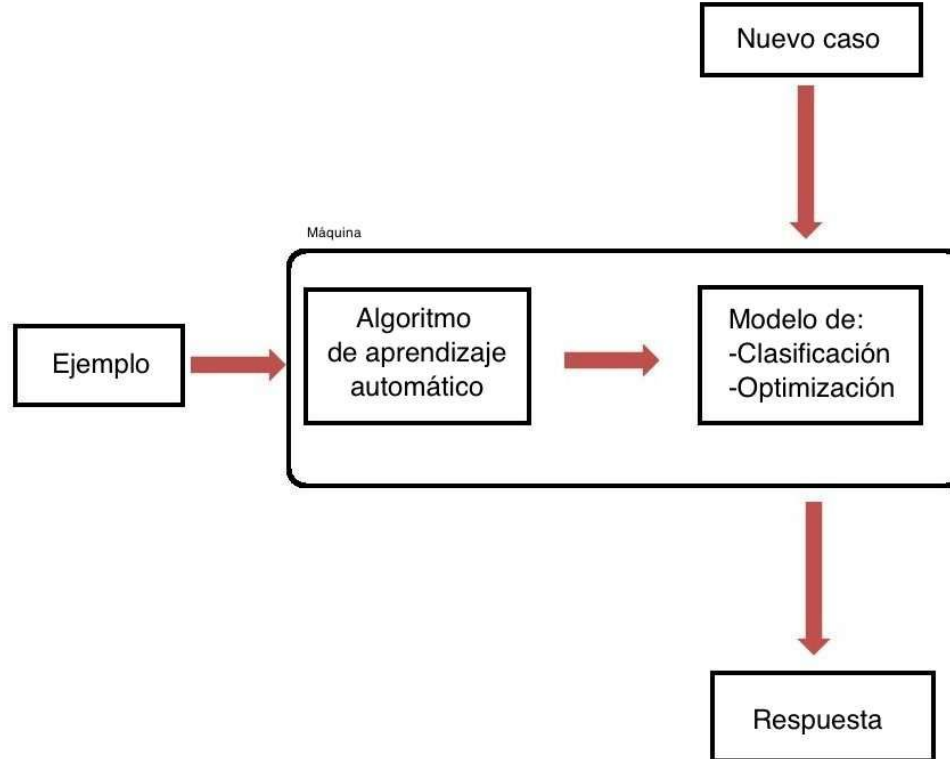 Nuevo caso
Máquina
Ejemplo
Algoritmo
de aprendizaje
automático
Modelo de:
-Clasificación
-Optimización
Respuesta